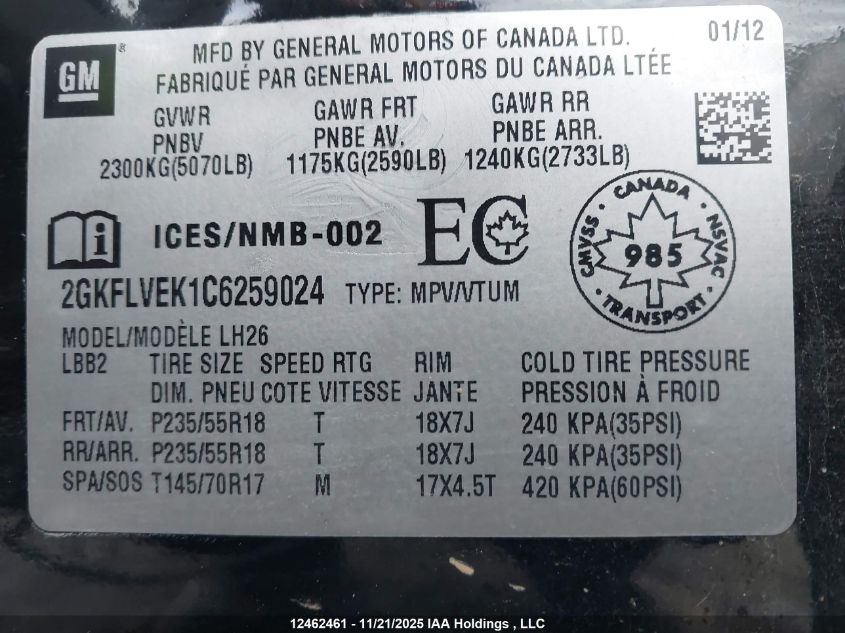 GM
MFD BY GENERAL MOTORS OF CANADA LTD. 01/12
FABRIQUÉ PAR GENERAL MOTORS DU CANADA LTÉE
GVWR GAWR FRT GAWR RR
PNBV PNBE AV. PNBE ARR.
2300KG(5070LB) 1175KG(2590LB) 1240KG(2733LB)
i ICES/NMB-002 EC
CANADA
CMVSS 985 NSVAC
TRANSPORT
2GKFLVEK1C6259024 TYPE: MPV/VTUM
MODEL/MODÈLE LH26
LBB2 TIRE SIZE SPEED RTG RIM COLD TIRE PRESSURE
DIM. PNEU COTE VITESSE JANTE PRESSION À FROID
FRT/AV. P235/55R18 T 18X7J 240 KPA(35PSI)
RR/ARR. P235/55R18 T 18X7J 240 KPA(35PSI)
SPA/SOS T145/70R17 M 17X4.5T 420 KPA(60PSI)
12462461 - 11/21/2025 IAA Holdings , LLC